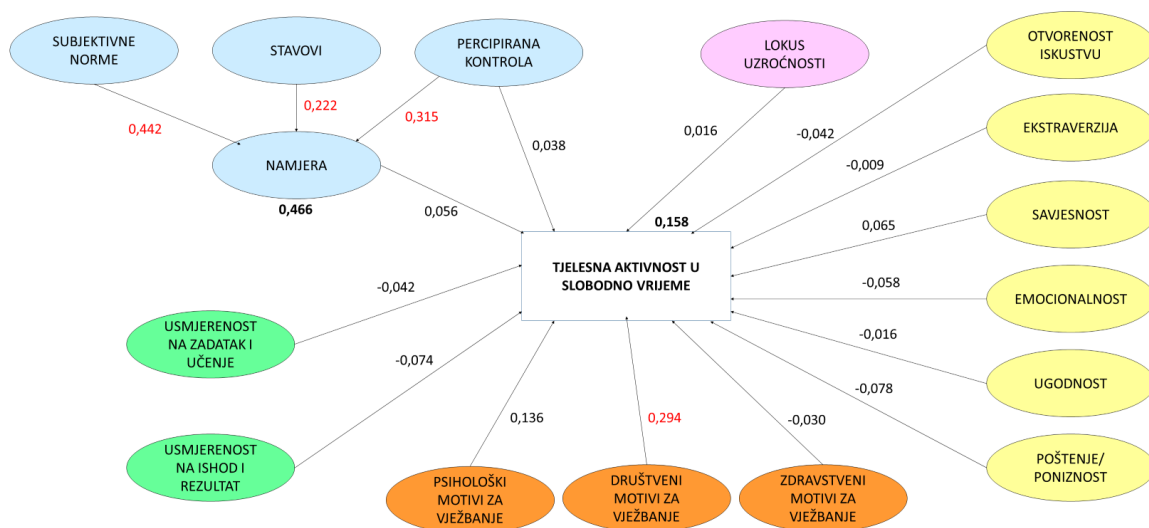 SUBJEKTIVNE
NORME
STAVOVI
PERCIPIRANA
KONTROLA
LOKUS
UZROĆNOSTI
OTVORENOST
ISKUSTVU
0,442
0,222
0,315
0,038
0,016
-0,042
EKSTRAVERZIJA
-0,009
NAMJERA
0,466
0,056
0,158
0,065
SAVJESNOST
TJELESNA AKTIVNOST U
SLOBODNO VRIJEME
-0,042
-0,058
EMOCIONALNOST
-0,016
USMJERENOST
NA ZADATAK I
UČENJE
-0,074
UGODNOST
-0,078
0,136
0,294
-0,030
USMJERENOST
NA ISHOD I
REZULTAT
POŠTENJE/
PONIZNOST
PSIHOLOŠKI
MOTIVI ZA
VJEŽBANJE
DRUŠTVENI
MOTIVI ZA
VJEŽBANJE
ZDRAVSTVENI
MOTIVI ZA
VJEŽBANJE